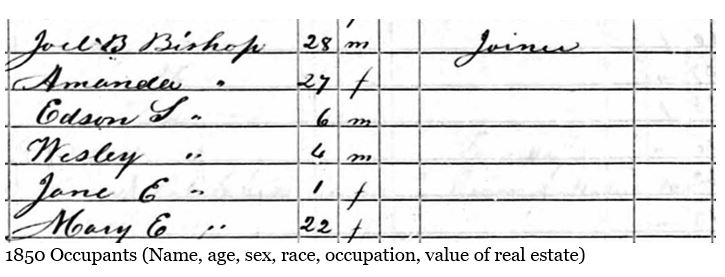 Joel B Bishop 28 m Joiner
Amanda " 27 f
Edson S " 6 m
Wesley " 4 m
Jane E " 1 f
Mary E " 22 f
1850 Occupants (Name, age, sex, race, occupation, value of real estate)